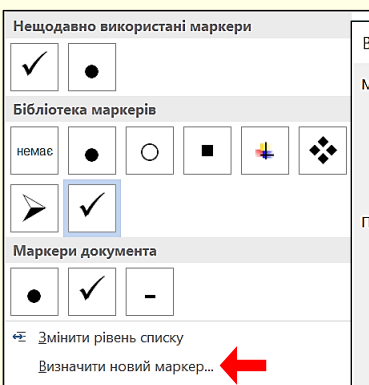 Нещодавно використані маркери
Бібліотека маркерів
немає
Маркери документа
Змінити рівень списку
Визначити новий маркер...